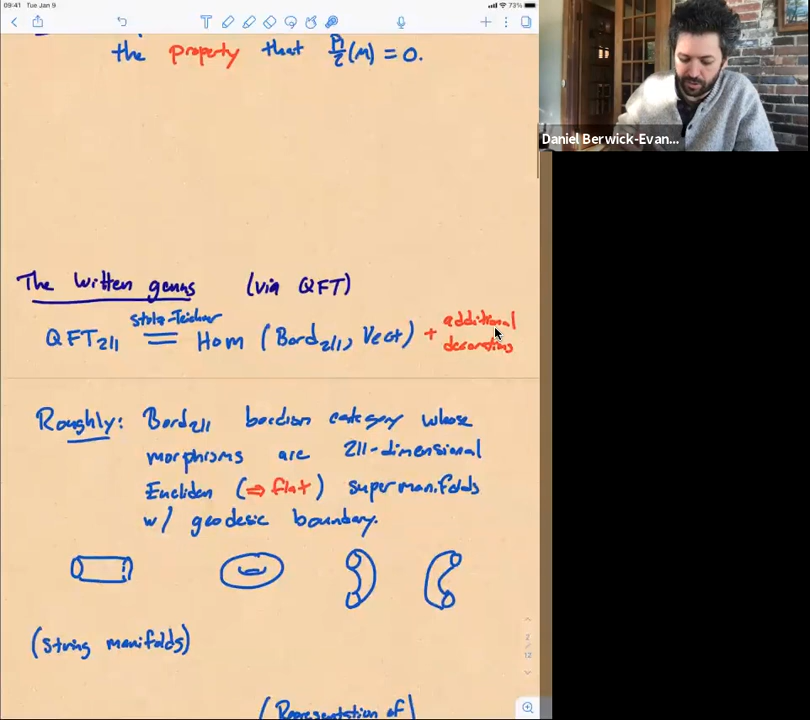 09:41 Tue Jan 9
73%
the property that (M) = 0.
Daniel Berwick-Evan...
The Witten genus (via QFT)
Stolz-Teichner
QFT2|1 = Hom (Bord2|1, Vect) + additional decorations
Roughly: Bord2|1 bordism category whose
morphisms are 2|1-dimensional
Euclidean (⇒ flat) supermanifolds
w/ geodesic boundary.
(String manifolds)
2
12
(Representation of)